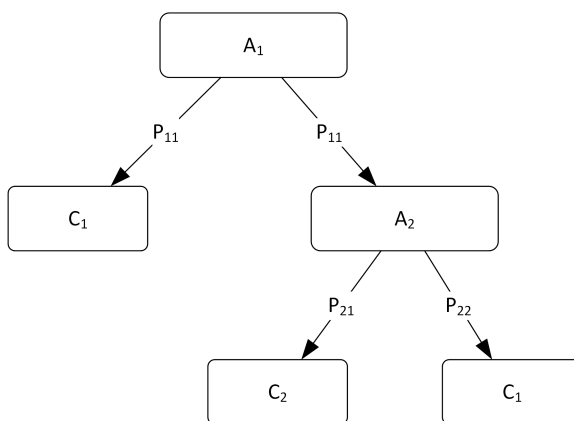 A₁
P₁₁ P₁₁
C₁ A₂
P₂₁ P₂₂
C₂ C₁